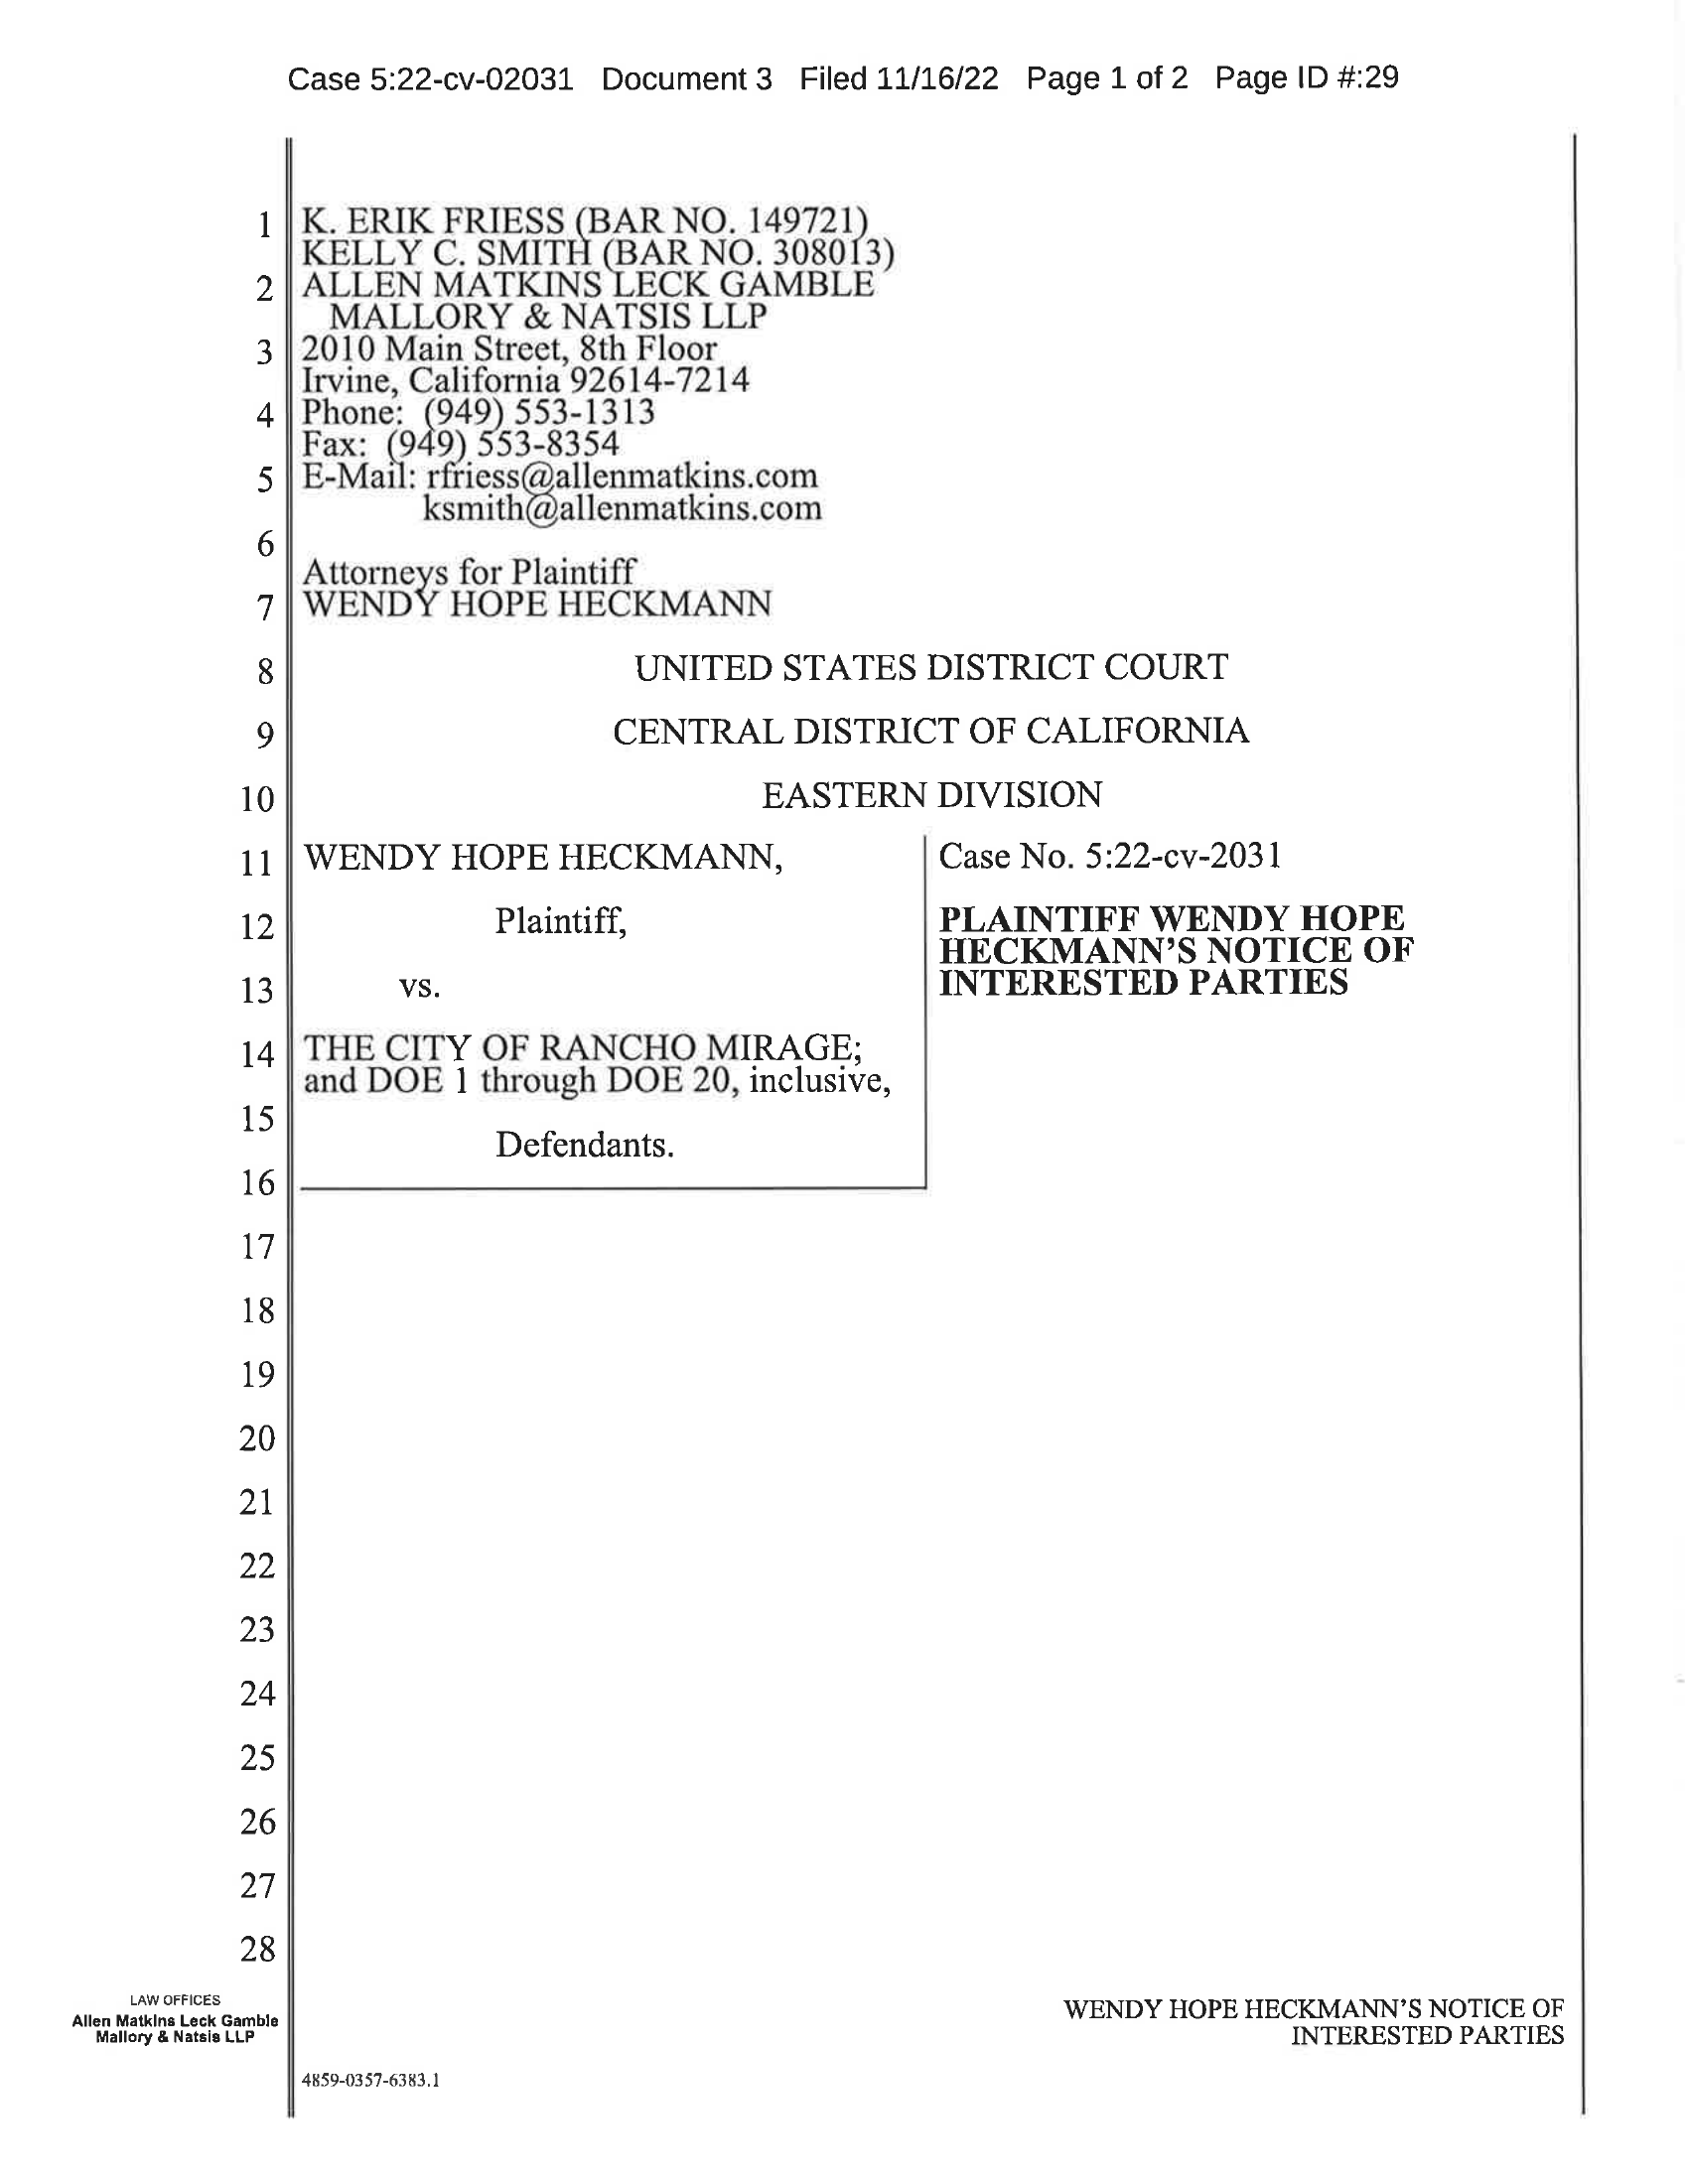 Case 5:22-cv-02031 Document 3 Filed 11/16/22 Page 1 of 2 Page ID #:29
1 K. ERIK FRIESS (BAR NO. 149721)
KELLY C. SMITH (BAR NO. 308013)
2 ALLEN MATKINS LECK GAMBLE
MALLORY & NATSIS LLP
3 2010 Main Street, 8th Floor
Irvine, California 92614-7214
4 Phone: (949) 553-1313
Fax: (949) 553-8354
5 E-Mail: rfriess@allenmatkins.com
ksmith@allenmatkins.com
6
Attorneys for Plaintiff
7 WENDY HOPE HECKMANN
8 UNITED STATES DISTRICT COURT
9 CENTRAL DISTRICT OF CALIFORNIA
10 EASTERN DIVISION
11 WENDY HOPE HECKMANN,
12 Plaintiff,
13 vs.
14 THE CITY OF RANCHO MIRAGE;
and DOE 1 through DOE 20, inclusive,
15
Defendants.
16
Case No. 5:22-cv-2031
PLAINTIFF WENDY HOPE
HECKMANN'S NOTICE OF
INTERESTED PARTIES
17
18
19
20
21
22
23
24
25
26
27
28
LAW OFFICES
Allen Matkins Leck Gamble
Mallory & Natsis LLP
WENDY HOPE HECKMANN'S NOTICE OF
INTERESTED PARTIES
4859-0357-6383.1